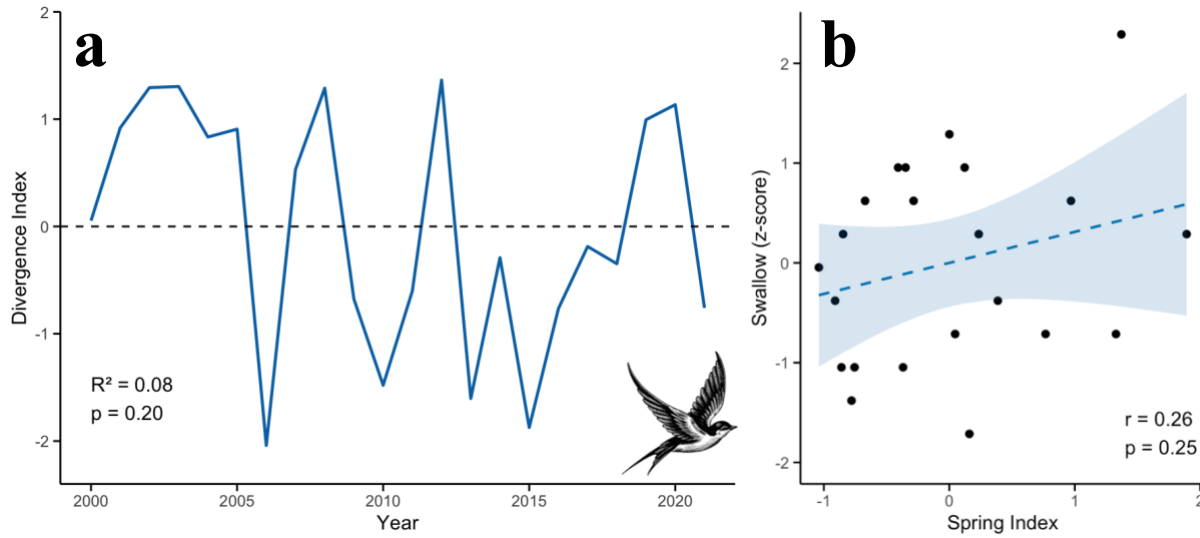 a
2
1
0
-1
-2
Divergence Index
R² = 0.08
p = 0.20
2000
2005
2010
2015
2020
Year
b
2
1
0
-1
-2
Swallow (z-score)
r = 0.26
p = 0.25
-1
0
1
2
Spring Index